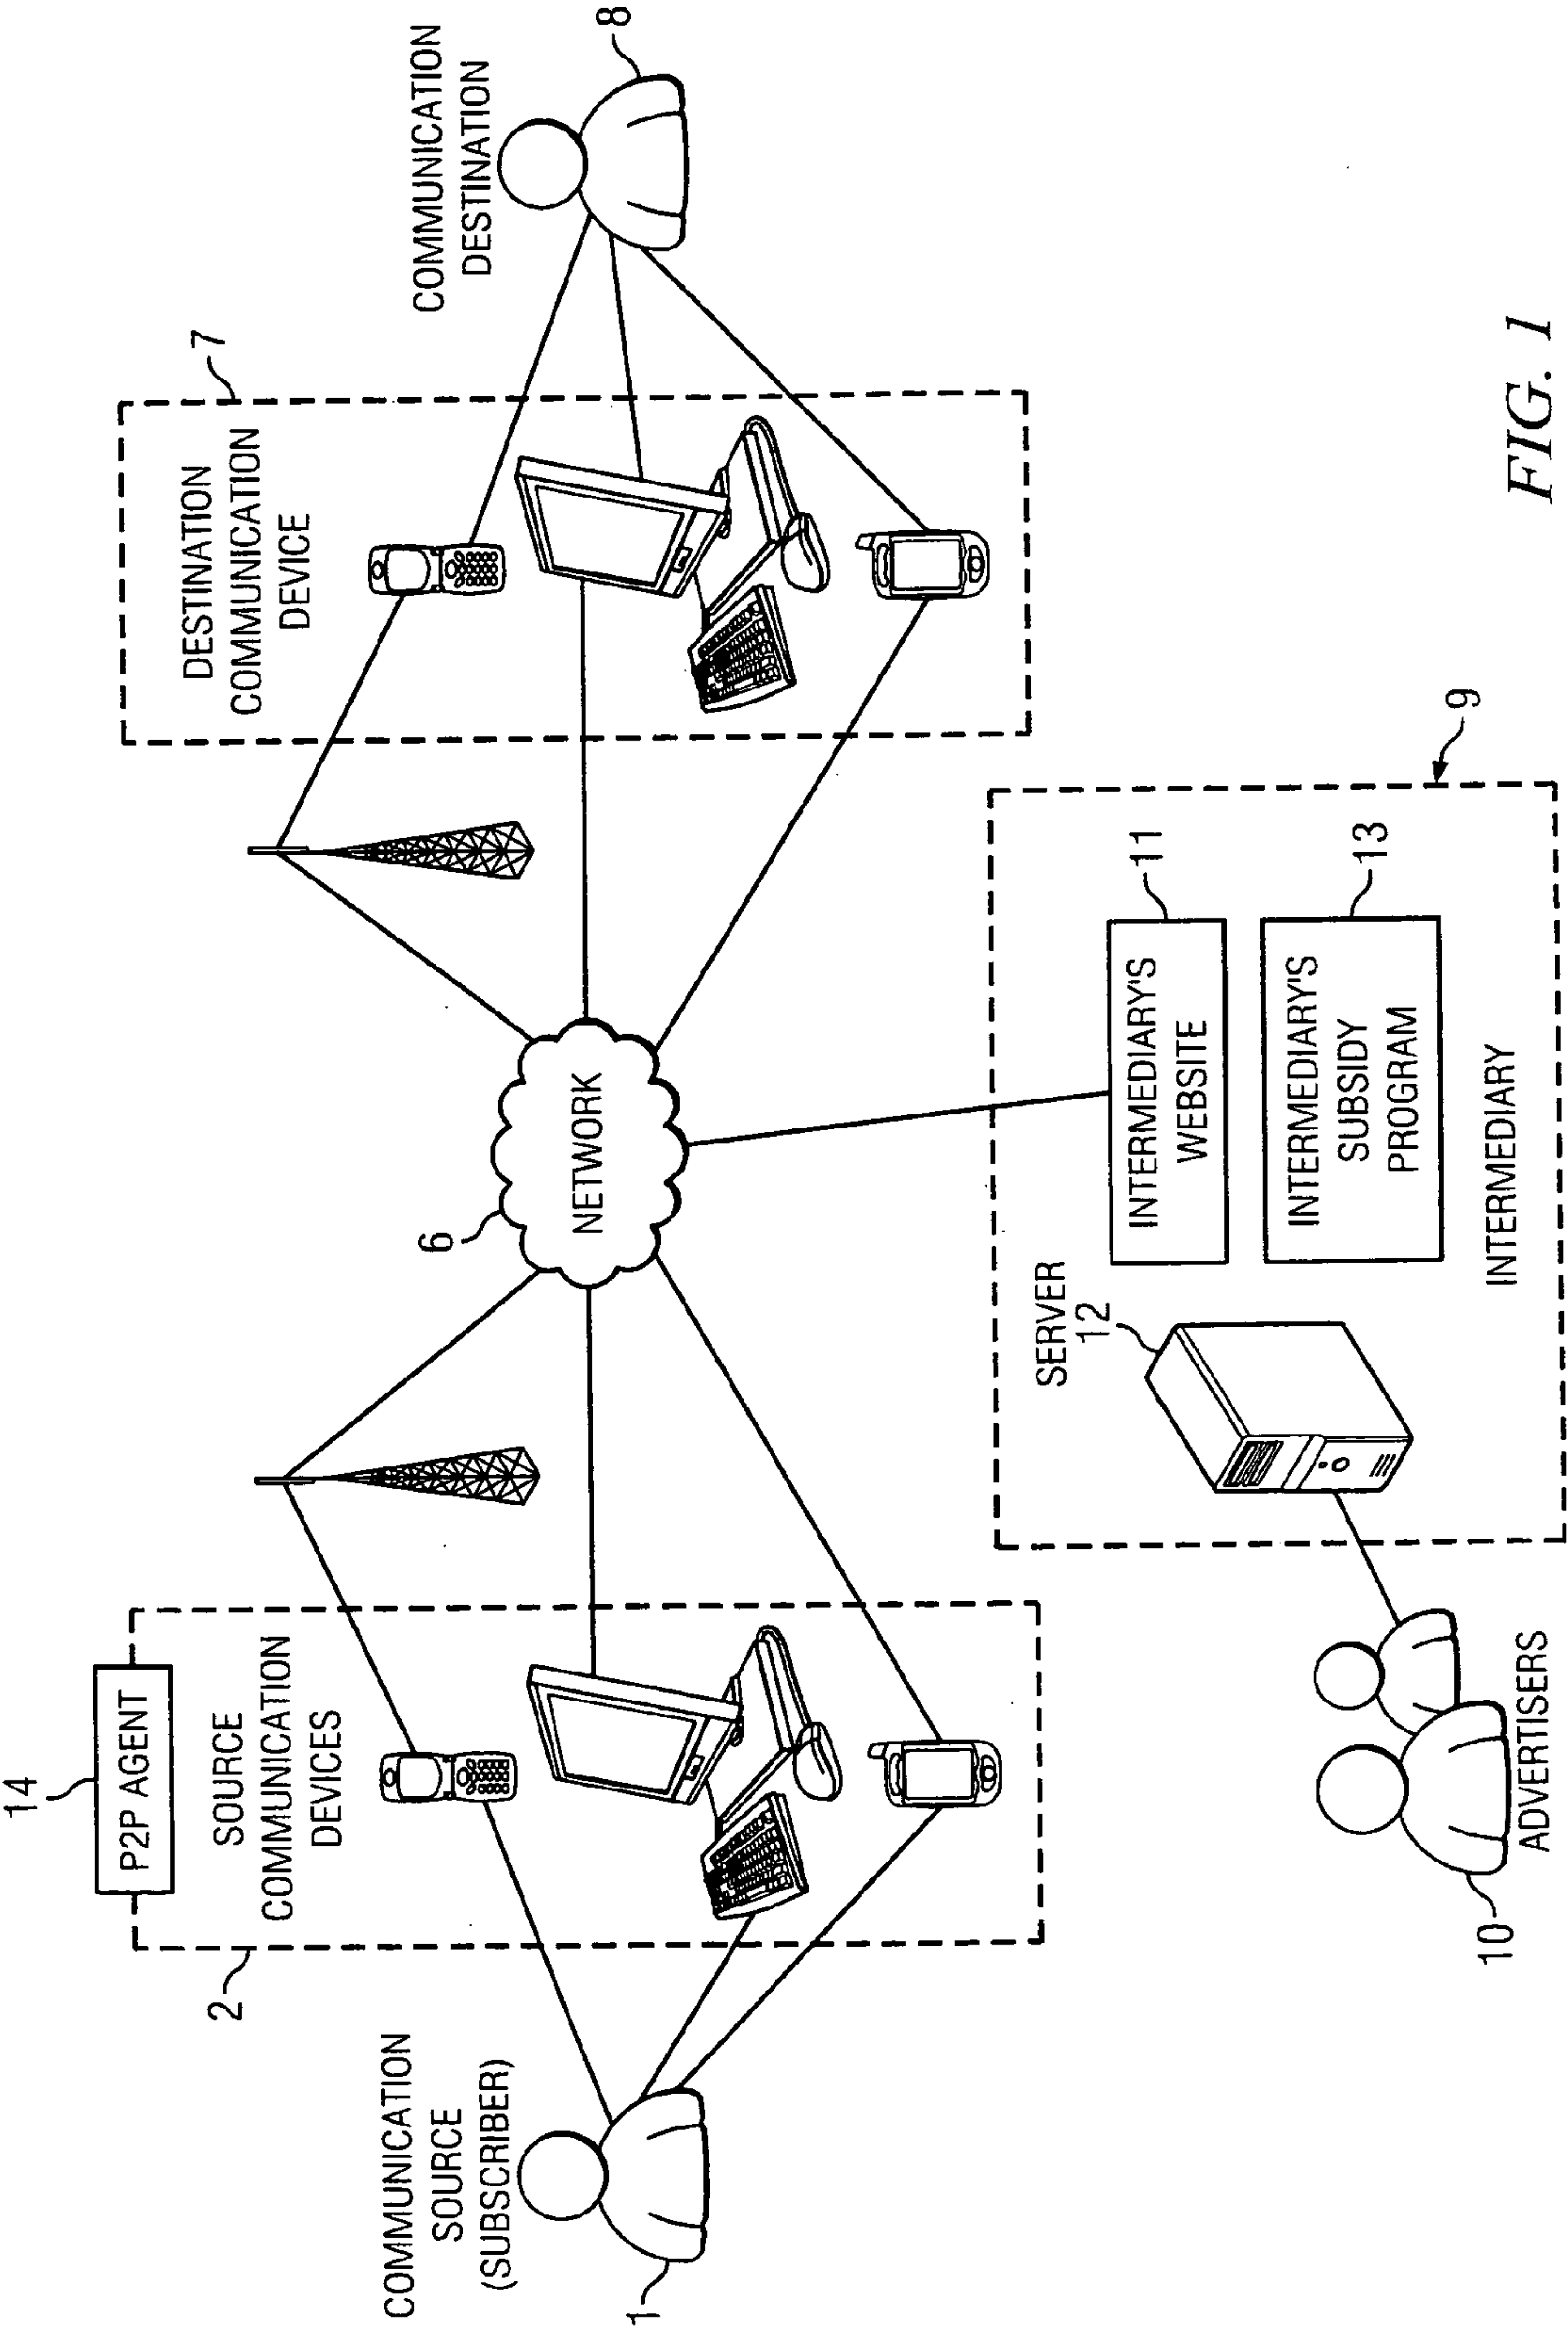 14
P2P AGENT
2
SOURCE
COMMUNICATION
DEVICES
COMMUNICATION
SOURCE
(SUBSCRIBER)
1
6
NETWORK
7
DESTINATION
COMMUNICATION
DEVICE
COMMUNICATION
DESTINATION
8
SERVER
12
INTERMEDIARY'S
WEBSITE
11
INTERMEDIARY'S
SUBSIDY
PROGRAM
13
INTERMEDIARY
9
10
ADVERTISERS
FIG. 1